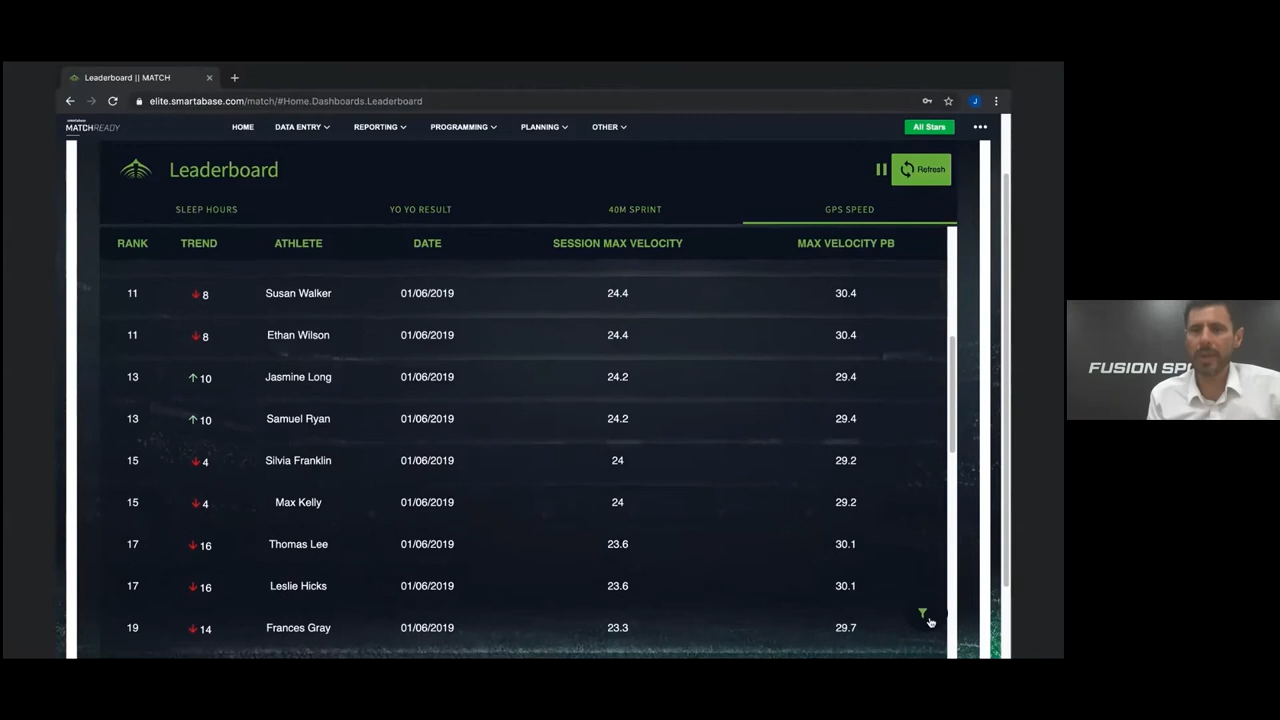 Leaderboard || MATCH
elite.smartabase.com/match/#Home.Dashboards.Leaderboard
J
smartabase
MATCHREADY
HOME DATA ENTRY REPORTING PROGRAMMING PLANNING OTHER All Stars
Leaderboard
Refresh
SLEEP HOURS YO YO RESULT 40M SPRINT GPS SPEED
RANK TREND ATHLETE DATE SESSION MAX VELOCITY MAX VELOCITY PB
11 8 Susan Walker 01/06/2019 24.4 30.4
11 8 Ethan Wilson 01/06/2019 24.4 30.4
13 10 Jasmine Long 01/06/2019 24.2 29.4
13 10 Samuel Ryan 01/06/2019 24.2 29.4
15 4 Silvia Franklin 01/06/2019 24 29.2
15 4 Max Kelly 01/06/2019 24 29.2
17 16 Thomas Lee 01/06/2019 23.6 30.1
17 16 Leslie Hicks 01/06/2019 23.6 30.1
19 14 Frances Gray 01/06/2019 23.3 29.7
FUSION SP